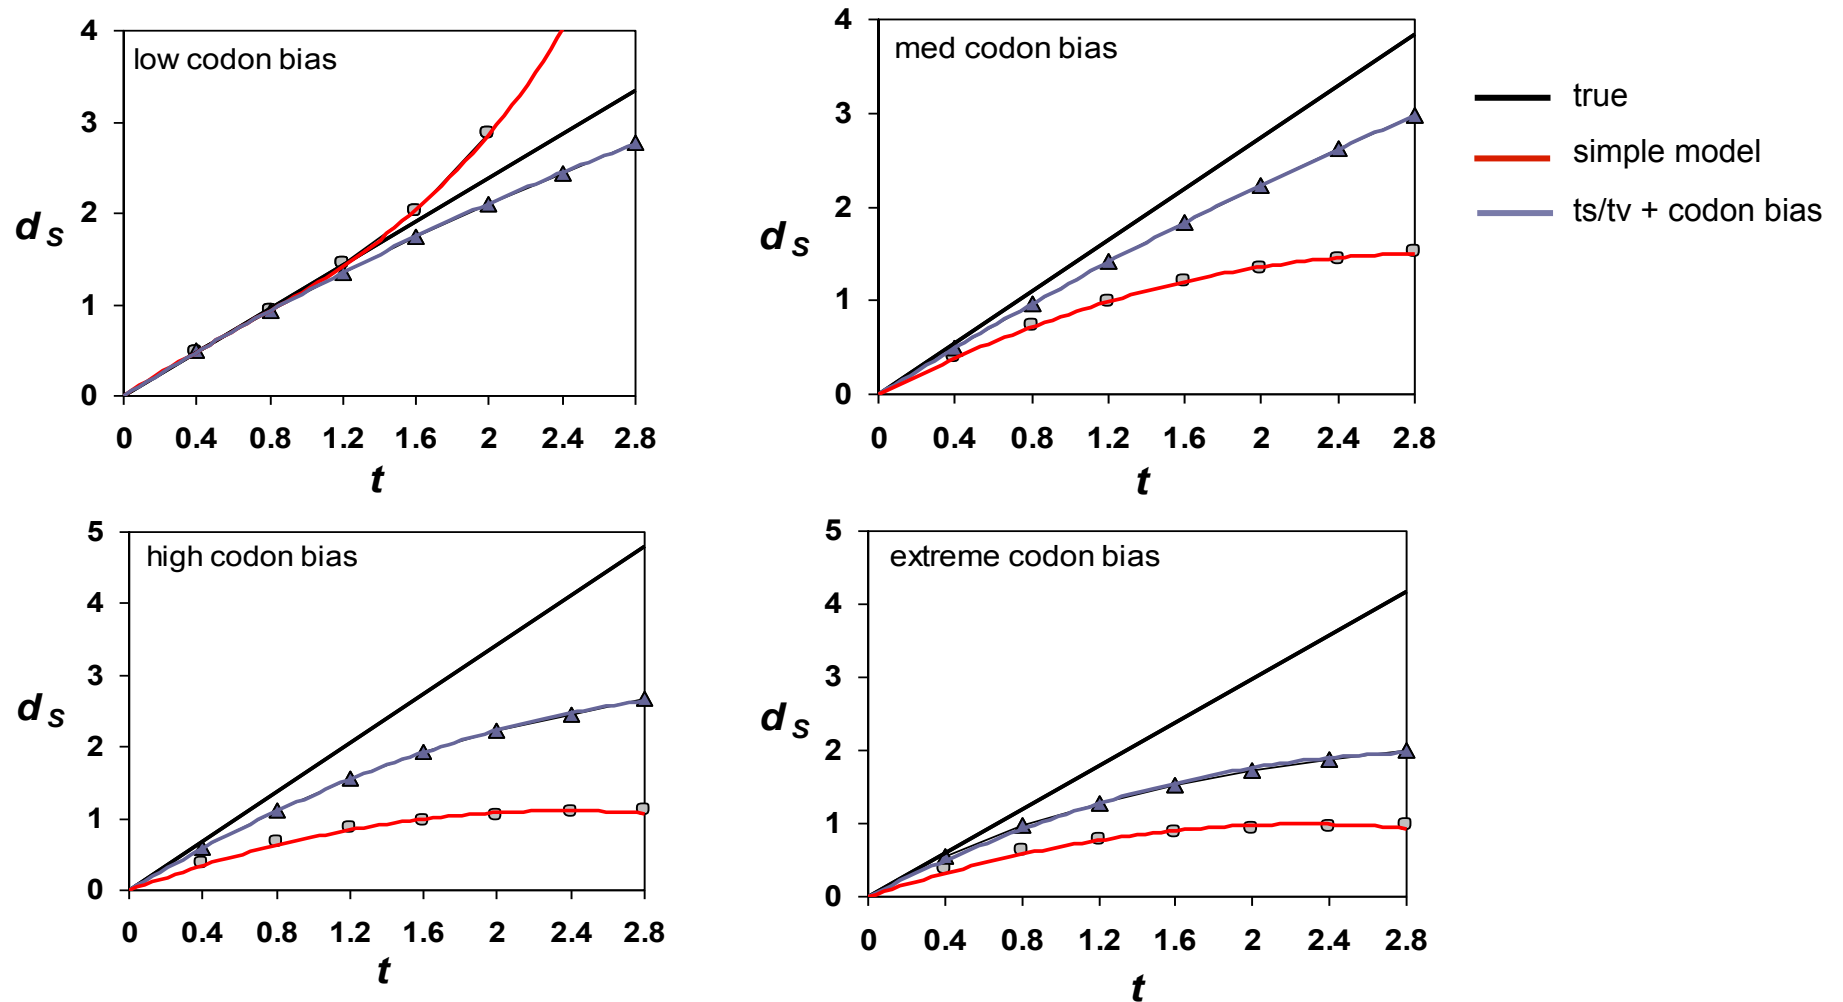 4
low codon bias
3
2
d S
1
0
0 0.4 0.8 1.2 1.6 2 2.4 2.8
t
4
med codon bias
3
2
d S
1
0
0 0.4 0.8 1.2 1.6 2 2.4 2.8
t
true
simple model
ts/tv + codon bias
5
high codon bias
4
3
d S
2
1
0
0 0.4 0.8 1.2 1.6 2 2.4 2.8
t
5
extreme codon bias
4
3
d S
2
1
0
0 0.4 0.8 1.2 1.6 2 2.4 2.8
t